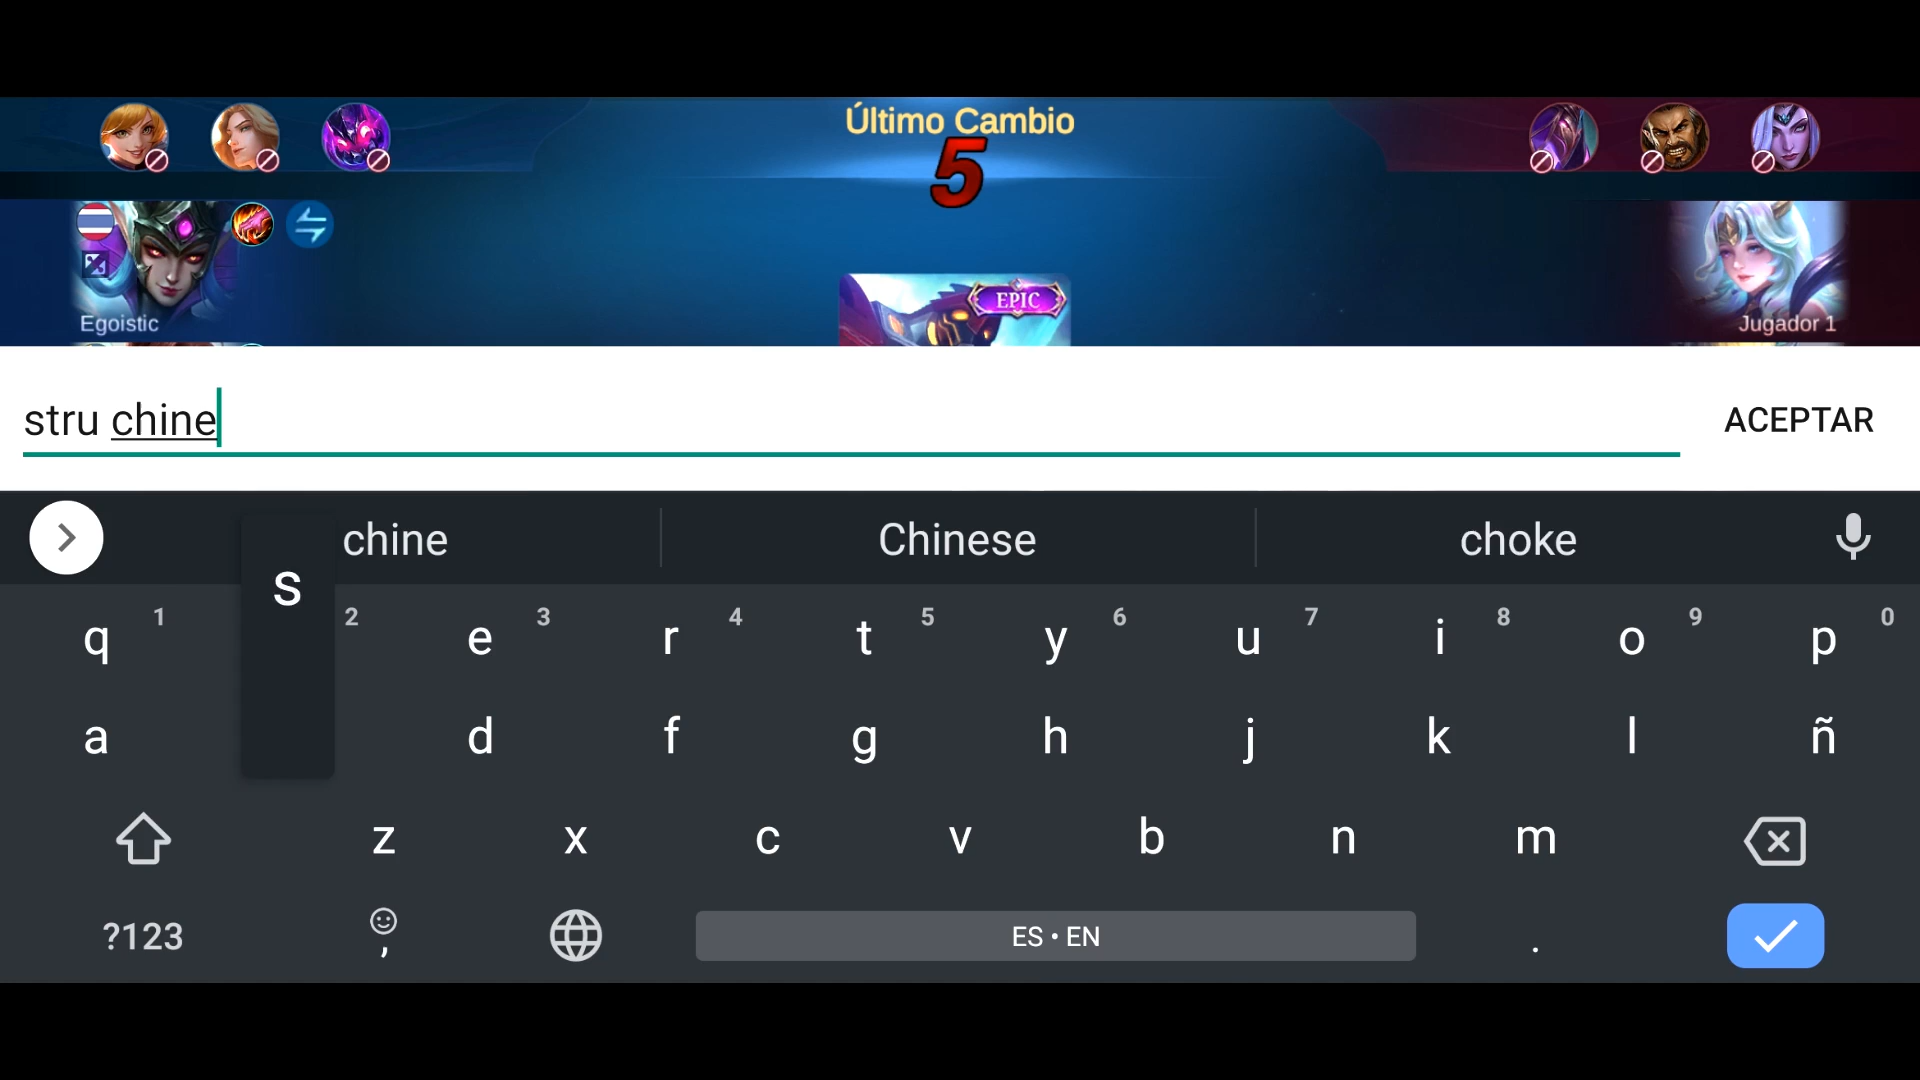 Último Cambio
5
Egoistic
EPIC
Jugador 1
stru chine
ACEPTAR
chine
Chinese
choke
s
q 1 2 e 3 r 4 t 5 y 6 u 7 i 8 o 9 p 0
a d f g h j k l ñ
z x c v b n m
?123 , ES • EN .